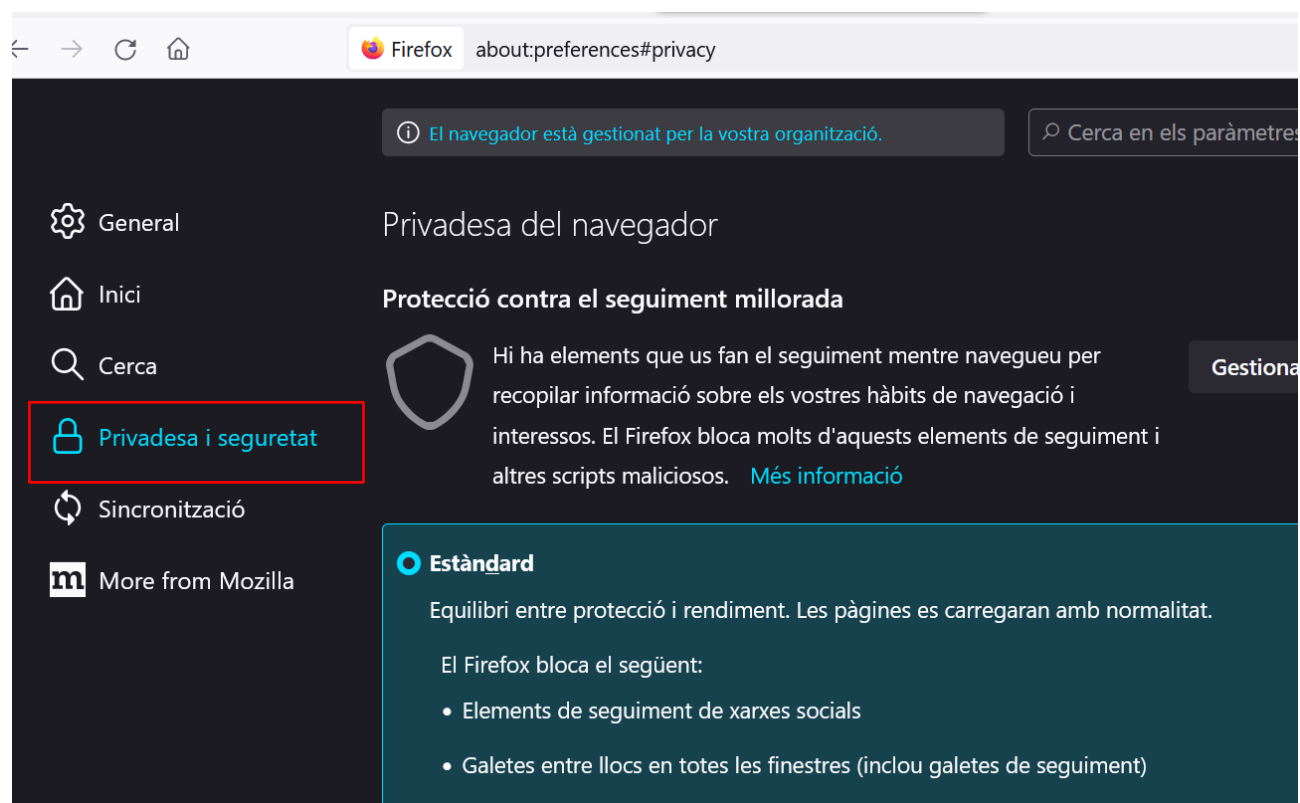 Firefox about:preferences#privacy
El navegador està gestionat per la vostra organització.
Cerca en els paràmetres
General
Inici
Cerca
Privadesa i seguretat
Sincronització
m More from Mozilla
Privadesa del navegador
Protecció contra el seguiment millorada
Hi ha elements que us fan el seguiment mentre navegueu per
recopilar informació sobre els vostres hàbits de navegació i
interessos. El Firefox bloca molts d'aquests elements de seguiment i
altres scripts maliciosos. Més informació
Gestiona
Estàndard
Equilibri entre protecció i rendiment. Les pàgines es carregaran amb normalitat.
El Firefox bloca el següent:
• Elements de seguiment de xarxes socials
• Galetes entre llocs en totes les finestres (inclou galetes de seguiment)